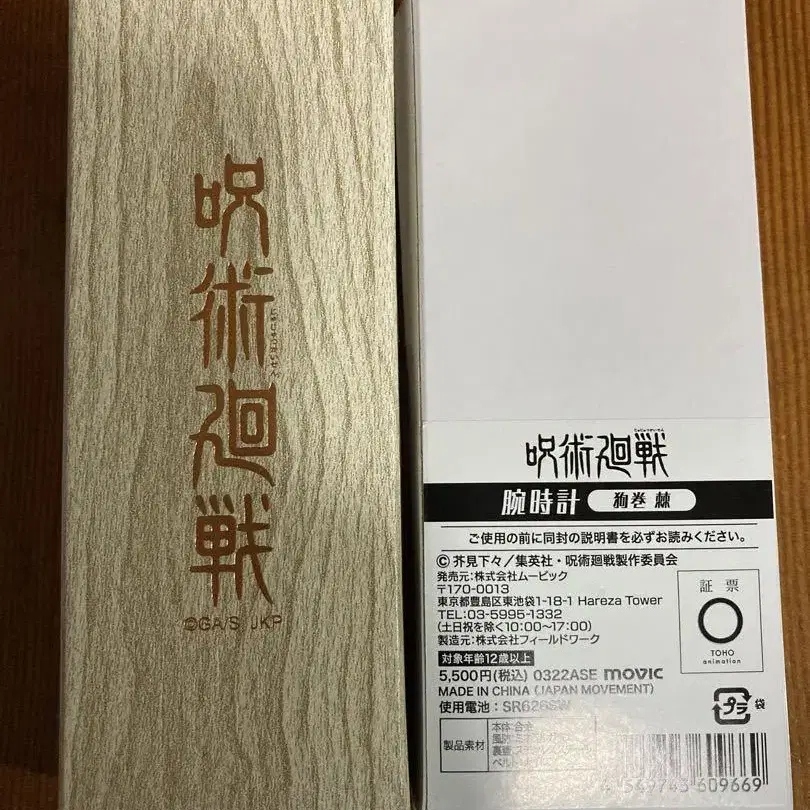 呪術廻戦
じゅじゅつかいせん
©GA/S, JKP
じゅじゅつかいせん
呪術廻戦
腕時計 狗巻 棘
ご使用の前に同封の説明書を必ずお読みください。
© 芥見下々／集英社・呪術廻戦製作委員会
発売元：株式会社ムービック
〒170-0013
東京都豊島区東池袋1-18-1 Hareza Tower
TEL：03-5995-1332
(土日祝を除く10：00〜17：00)
製造元：株式会社フィールドワーク
対象年齢12歳以上
5,500円(税込) 0322ASE movic
MADE IN CHINA (JAPAN MOVEMENT)
使用電池：SR626SW
証票
TOHO
animation
プラ 袋
製品素材
本体：合金
4 549743 609669